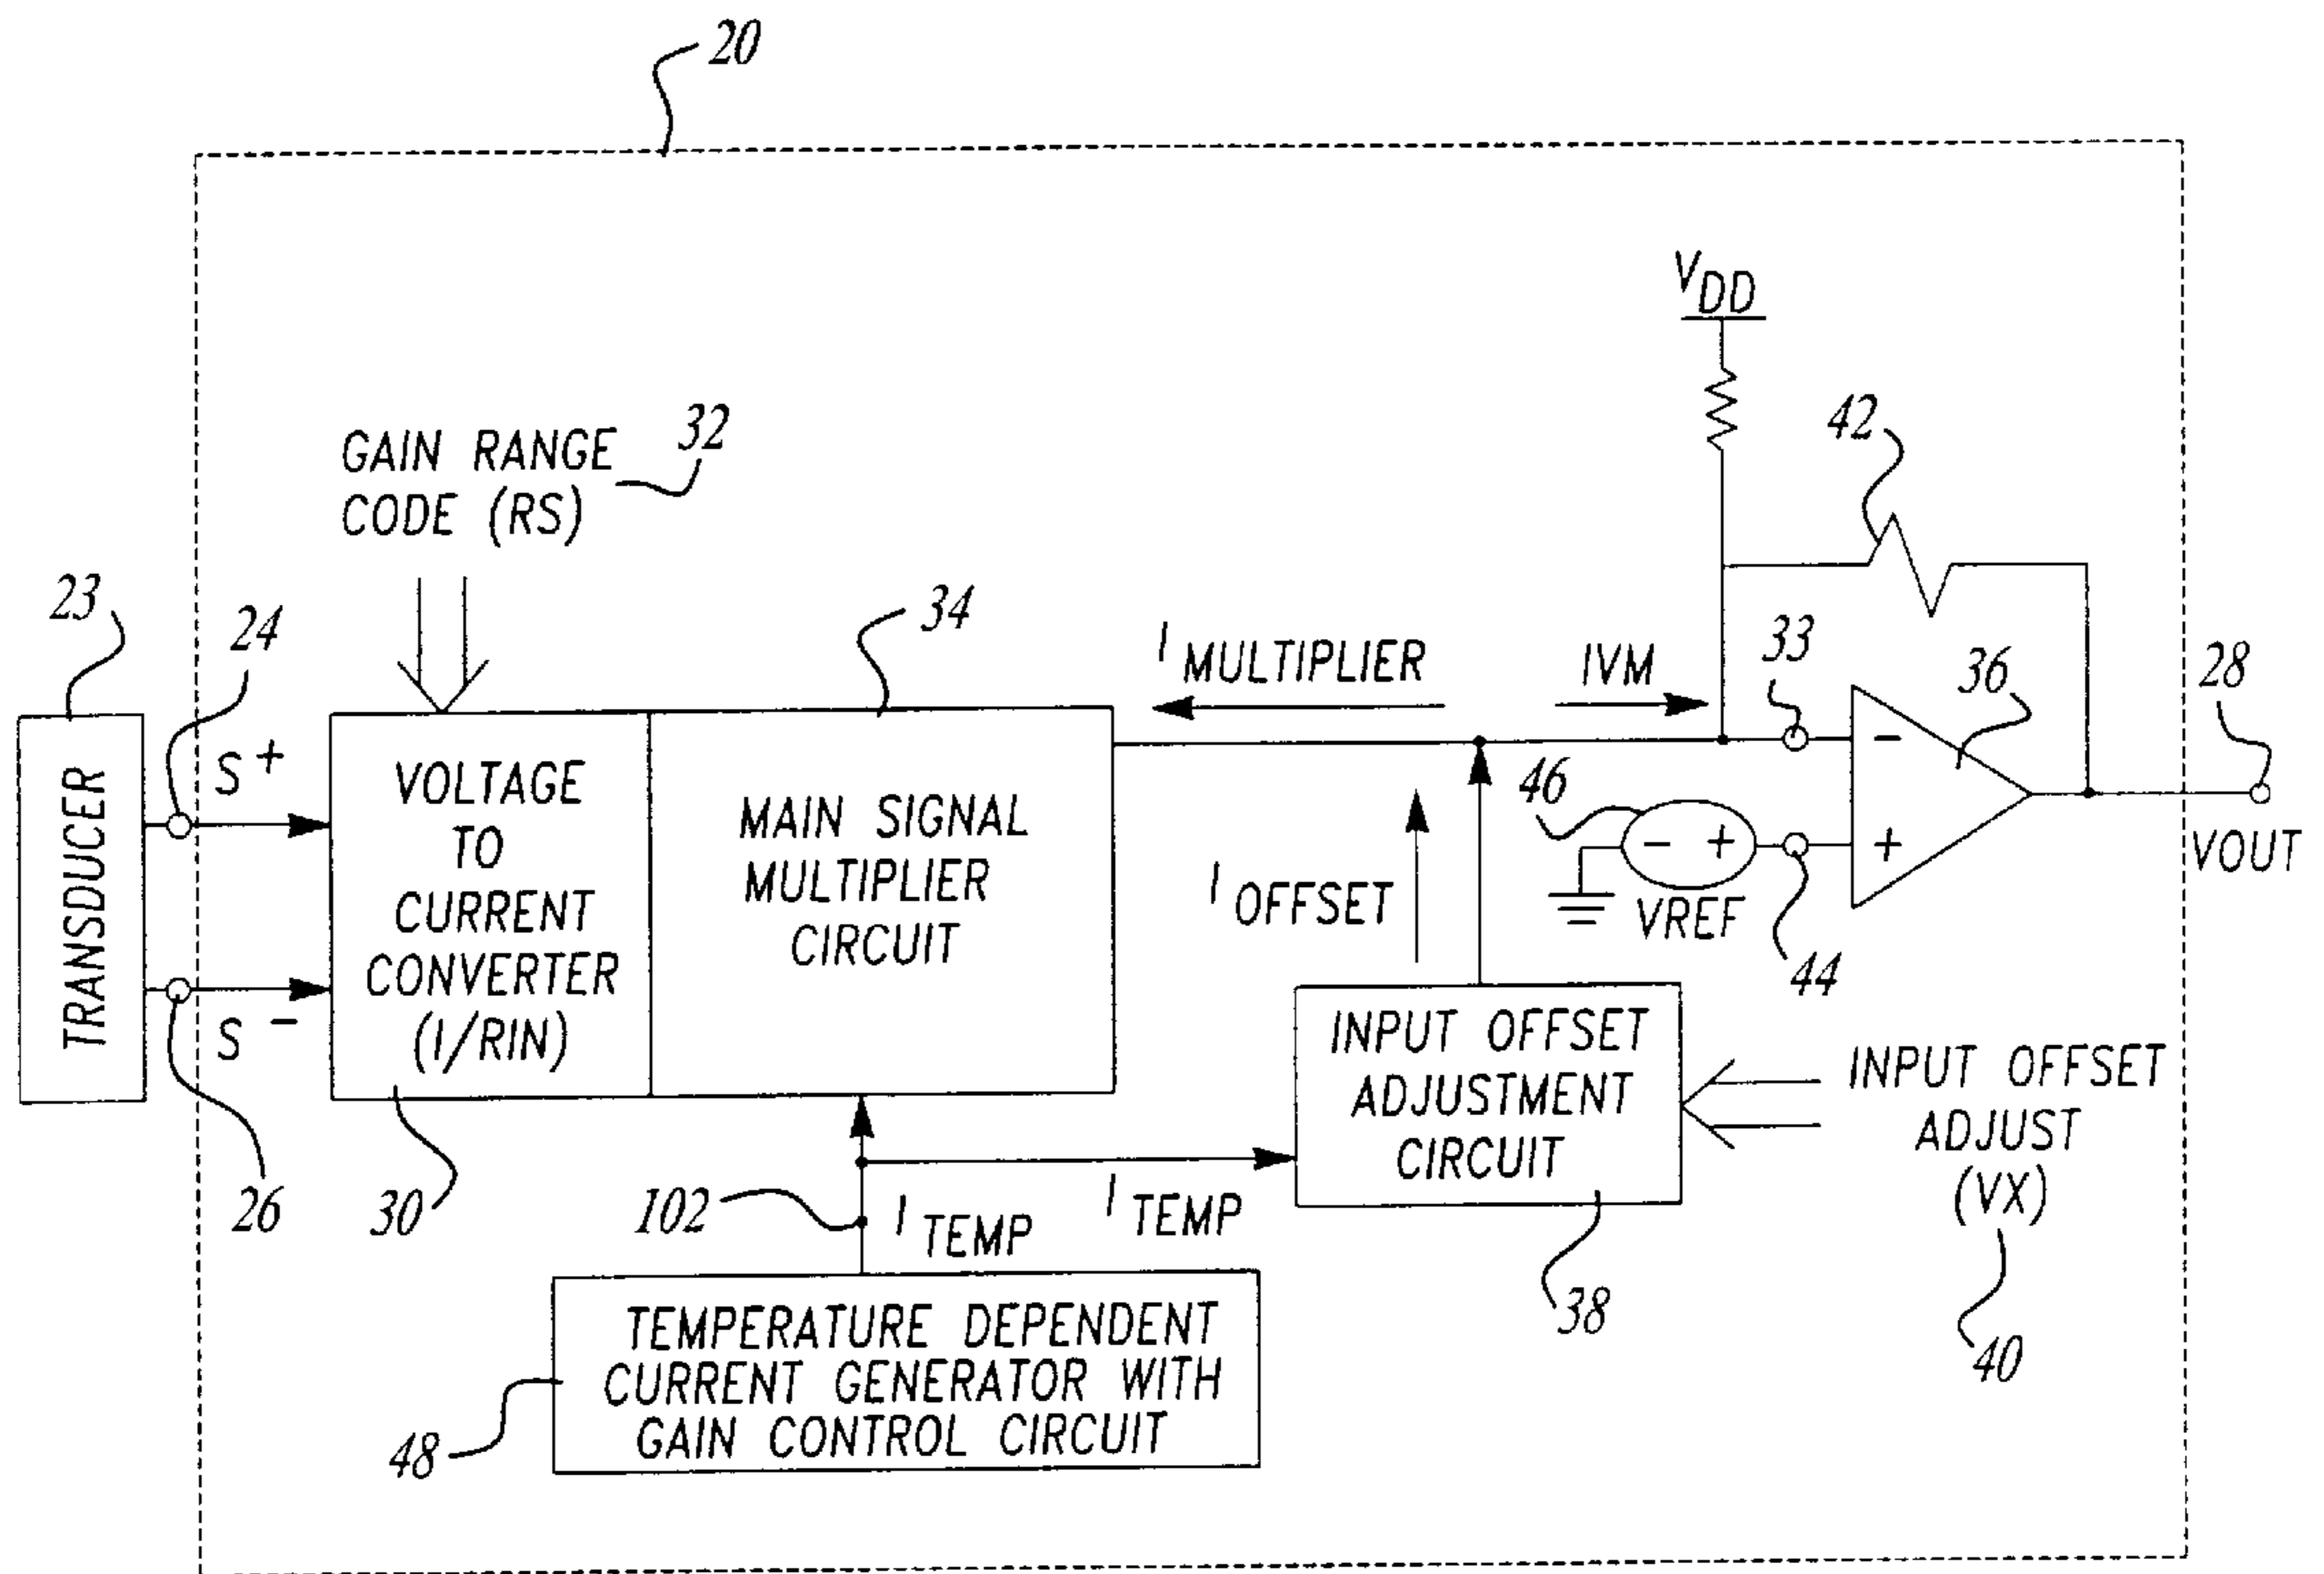 20
V DD
GAIN RANGE
CODE (RS)
32
42
23
24
34
I MULTIPLIER
IVM
33
36
28
S +
TRANSDUCER
VOLTAGE
TO
CURRENT
CONVERTER
(I/RIN)
MAIN SIGNAL
MULTIPLIER
CIRCUIT
46
-
- +
+
VREF
VOUT
I OFFSET
44
S -
INPUT OFFSET
ADJUSTMENT
CIRCUIT
INPUT OFFSET
ADJUST
(VX)
26
30
102
I TEMP
I TEMP
38
40
TEMPERATURE DEPENDENT
CURRENT GENERATOR WITH
GAIN CONTROL CIRCUIT
48